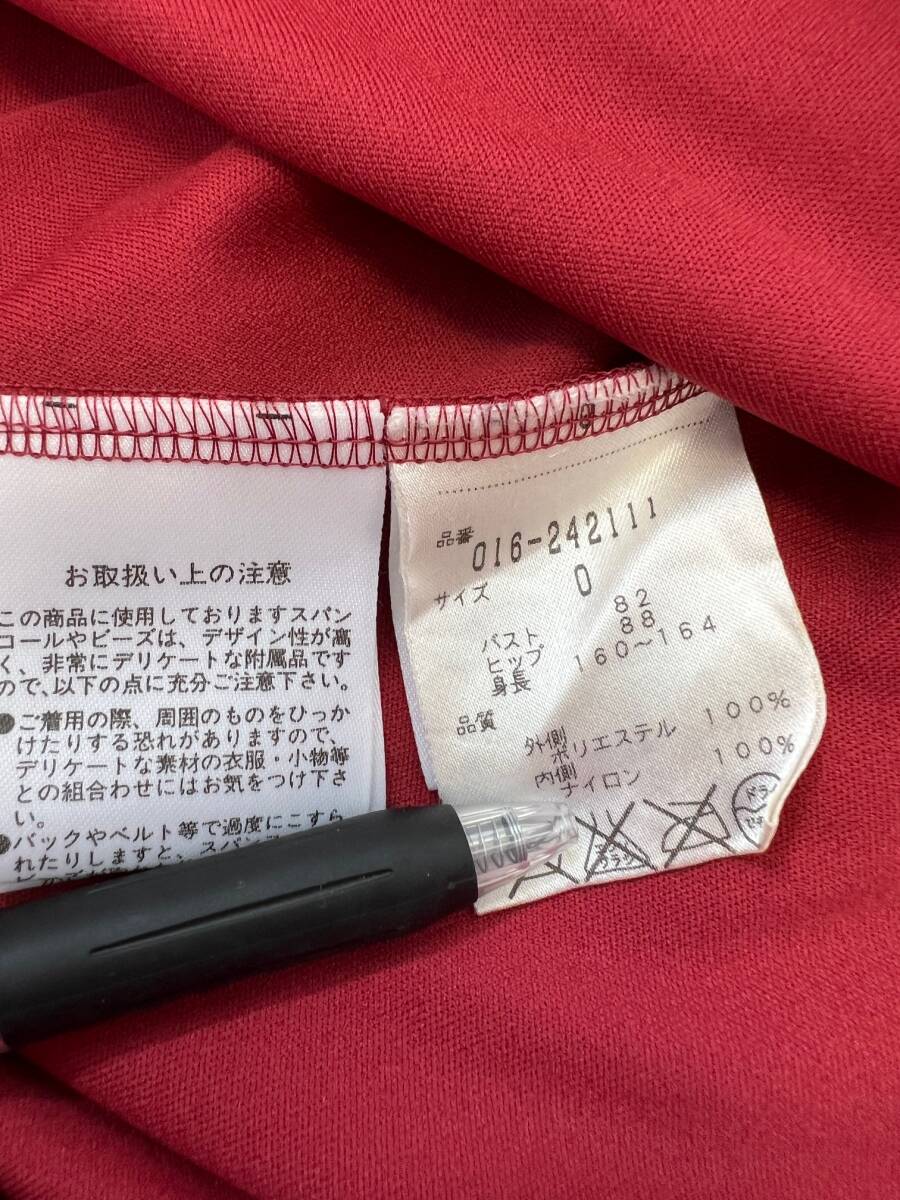 お取扱い上の注意
この商品に使用しておりますスパン
コールやビーズは、デザイン性が高
く、非常にデリケートな附属品です
ので、以下の点に充分ご注意下さい。
●ご着用の際、周囲のものをひっか
けたりする恐れがありますので、
デリケートな素材の衣服・小物等
との組合わせにはお気をつけ下さ
い。
●バックやベルト等で過度にこすら
れたりしますと、スパン
品番 016-242111
サイズ 0
バスト 82
ヒップ 88
身長 160～164
品質
外側
ポリエステル 100%
内側
ナイロン 100%
ドライ